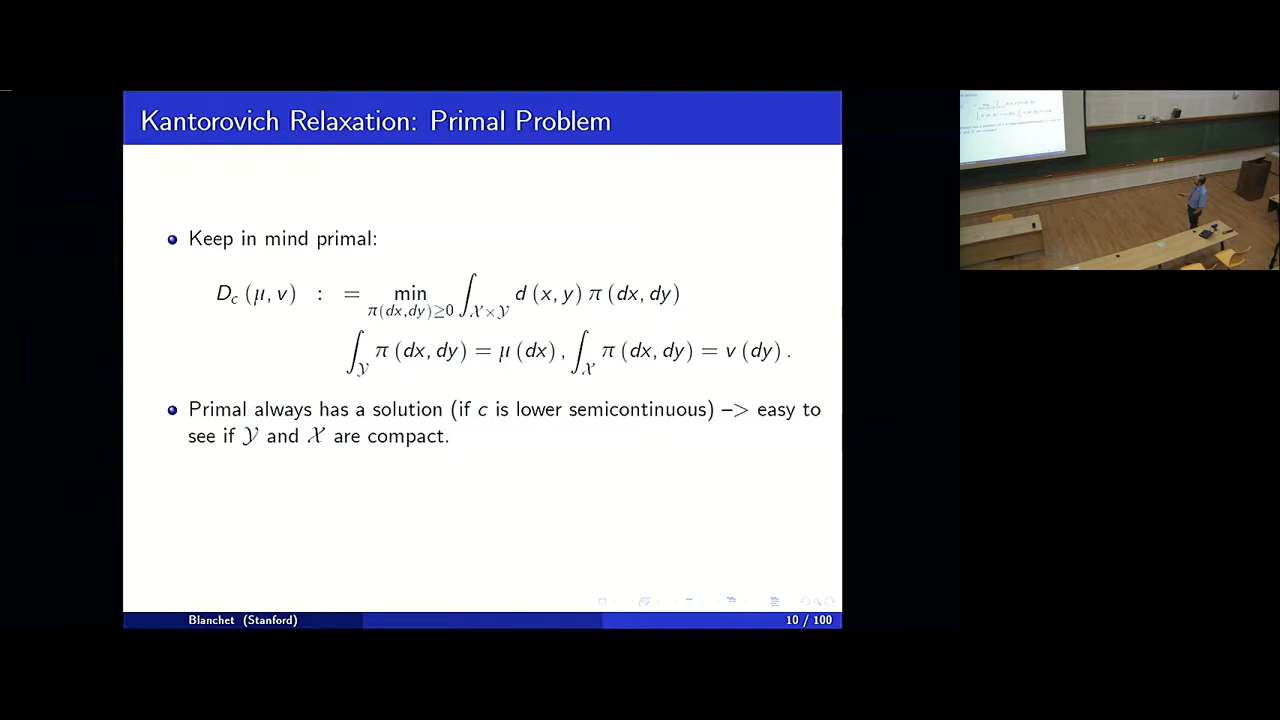 Kantorovich Relaxation: Primal Problem
Keep in mind primal:
D_c (μ, v) : = min_{π(dx,dy)≥0} ∫_{𝒳×𝒴} d (x, y) π (dx, dy)
∫_𝒴 π (dx, dy) = μ (dx) , ∫_𝒳 π (dx, dy) = v (dy) .
Primal always has a solution (if c is lower semicontinuous) –> easy to
see if 𝒴 and 𝒳 are compact.
Blanchet (Stanford) 10 / 100